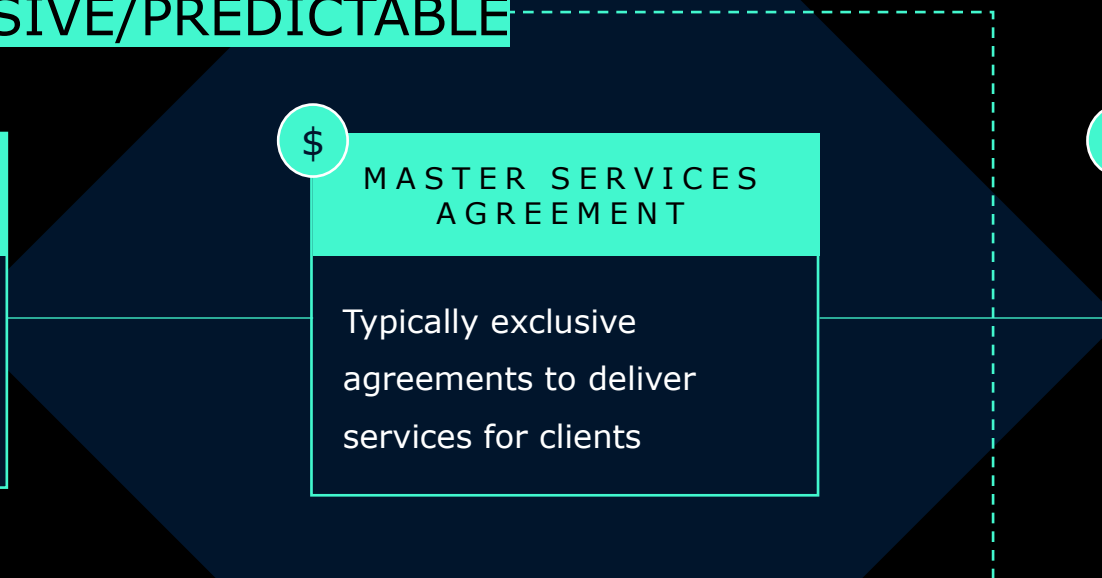 SIVE/PREDICTABLE
$
MASTER SERVICES
AGREEMENT
Typically exclusive
agreements to deliver
services for clients